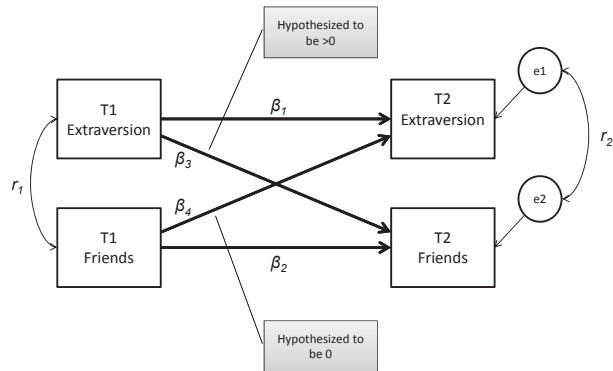 Hypothesized to
be >0
T1
Extraversion
β1
T2
Extraversion
e1
β3
r1
r2
β4
e2
T1
Friends
β2
T2
Friends
Hypothesized to
be 0